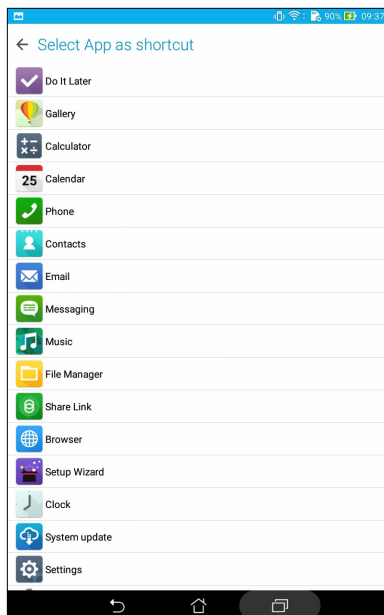 90% 09:37
Select App as shortcut
Do It Later
Gallery
Calculator
25 Calendar
Phone
Contacts
Email
Messaging
Music
File Manager
Share Link
Browser
Setup Wizard
Clock
System update
Settings